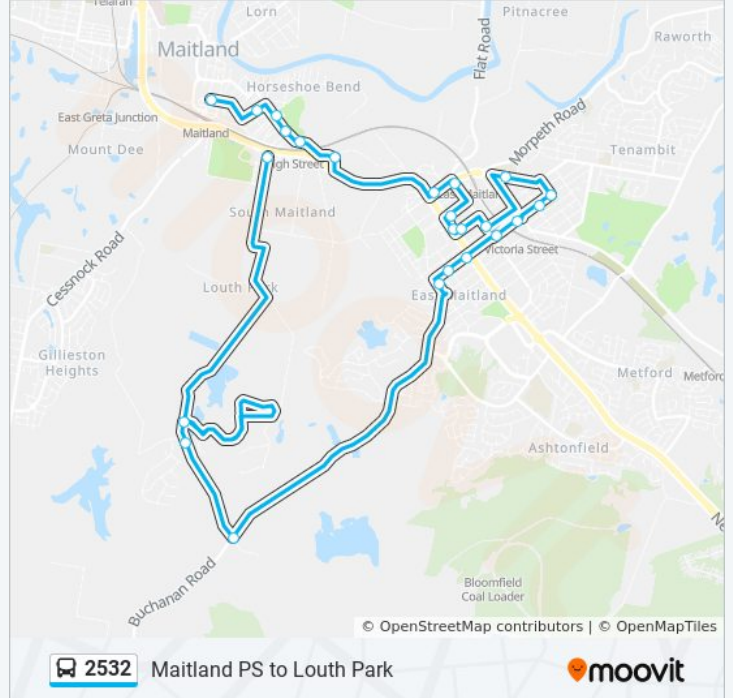 Telarah
Lorn
Pitnacree
Maitland
Raworth
Flat Road
Horseshoe Bend
East Greta Junction
Morpeth Road
Maitland
Mount Dee
Tenambit
High Street
East Maitland
South Maitland
Victoria Street
Cessnock Road
Louth Park
East Maitland
Gillieston
Heights
Metford
Metford
Ashtonfield
Bloomfield
Coal Loader
Buchanan Road
© OpenStreetMap contributors | © OpenMapTiles
2532 Maitland PS to Louth Park
moovit